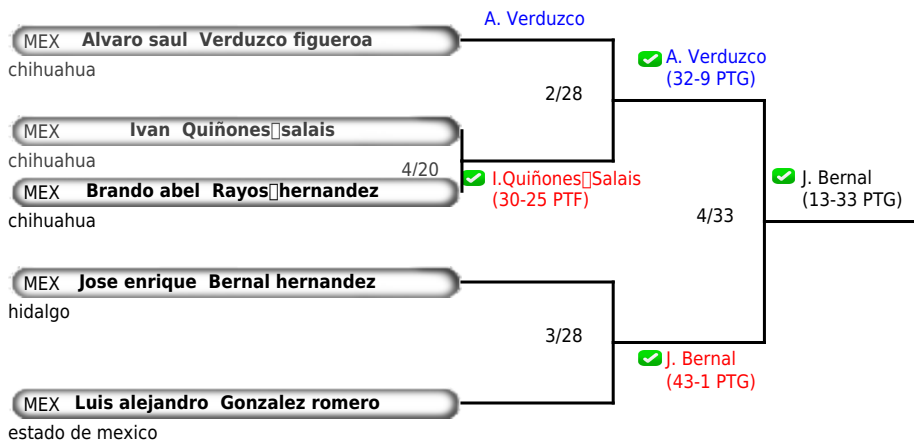 A. Verduzco
MEX Alvaro saul Verduzco figueroa
chihuahua
A. Verduzco
(32-9 PTG)
2/28
MEX Ivan Quiñones▯salais
chihuahua
4/20
I.Quiñones▯Salais
(30-25 PTF)
MEX Brando abel Rayos▯hernandez
chihuahua
J. Bernal
(13-33 PTG)
4/33
MEX Jose enrique Bernal hernandez
hidalgo
3/28
J. Bernal
(43-1 PTG)
MEX Luis alejandro Gonzalez romero
estado de mexico